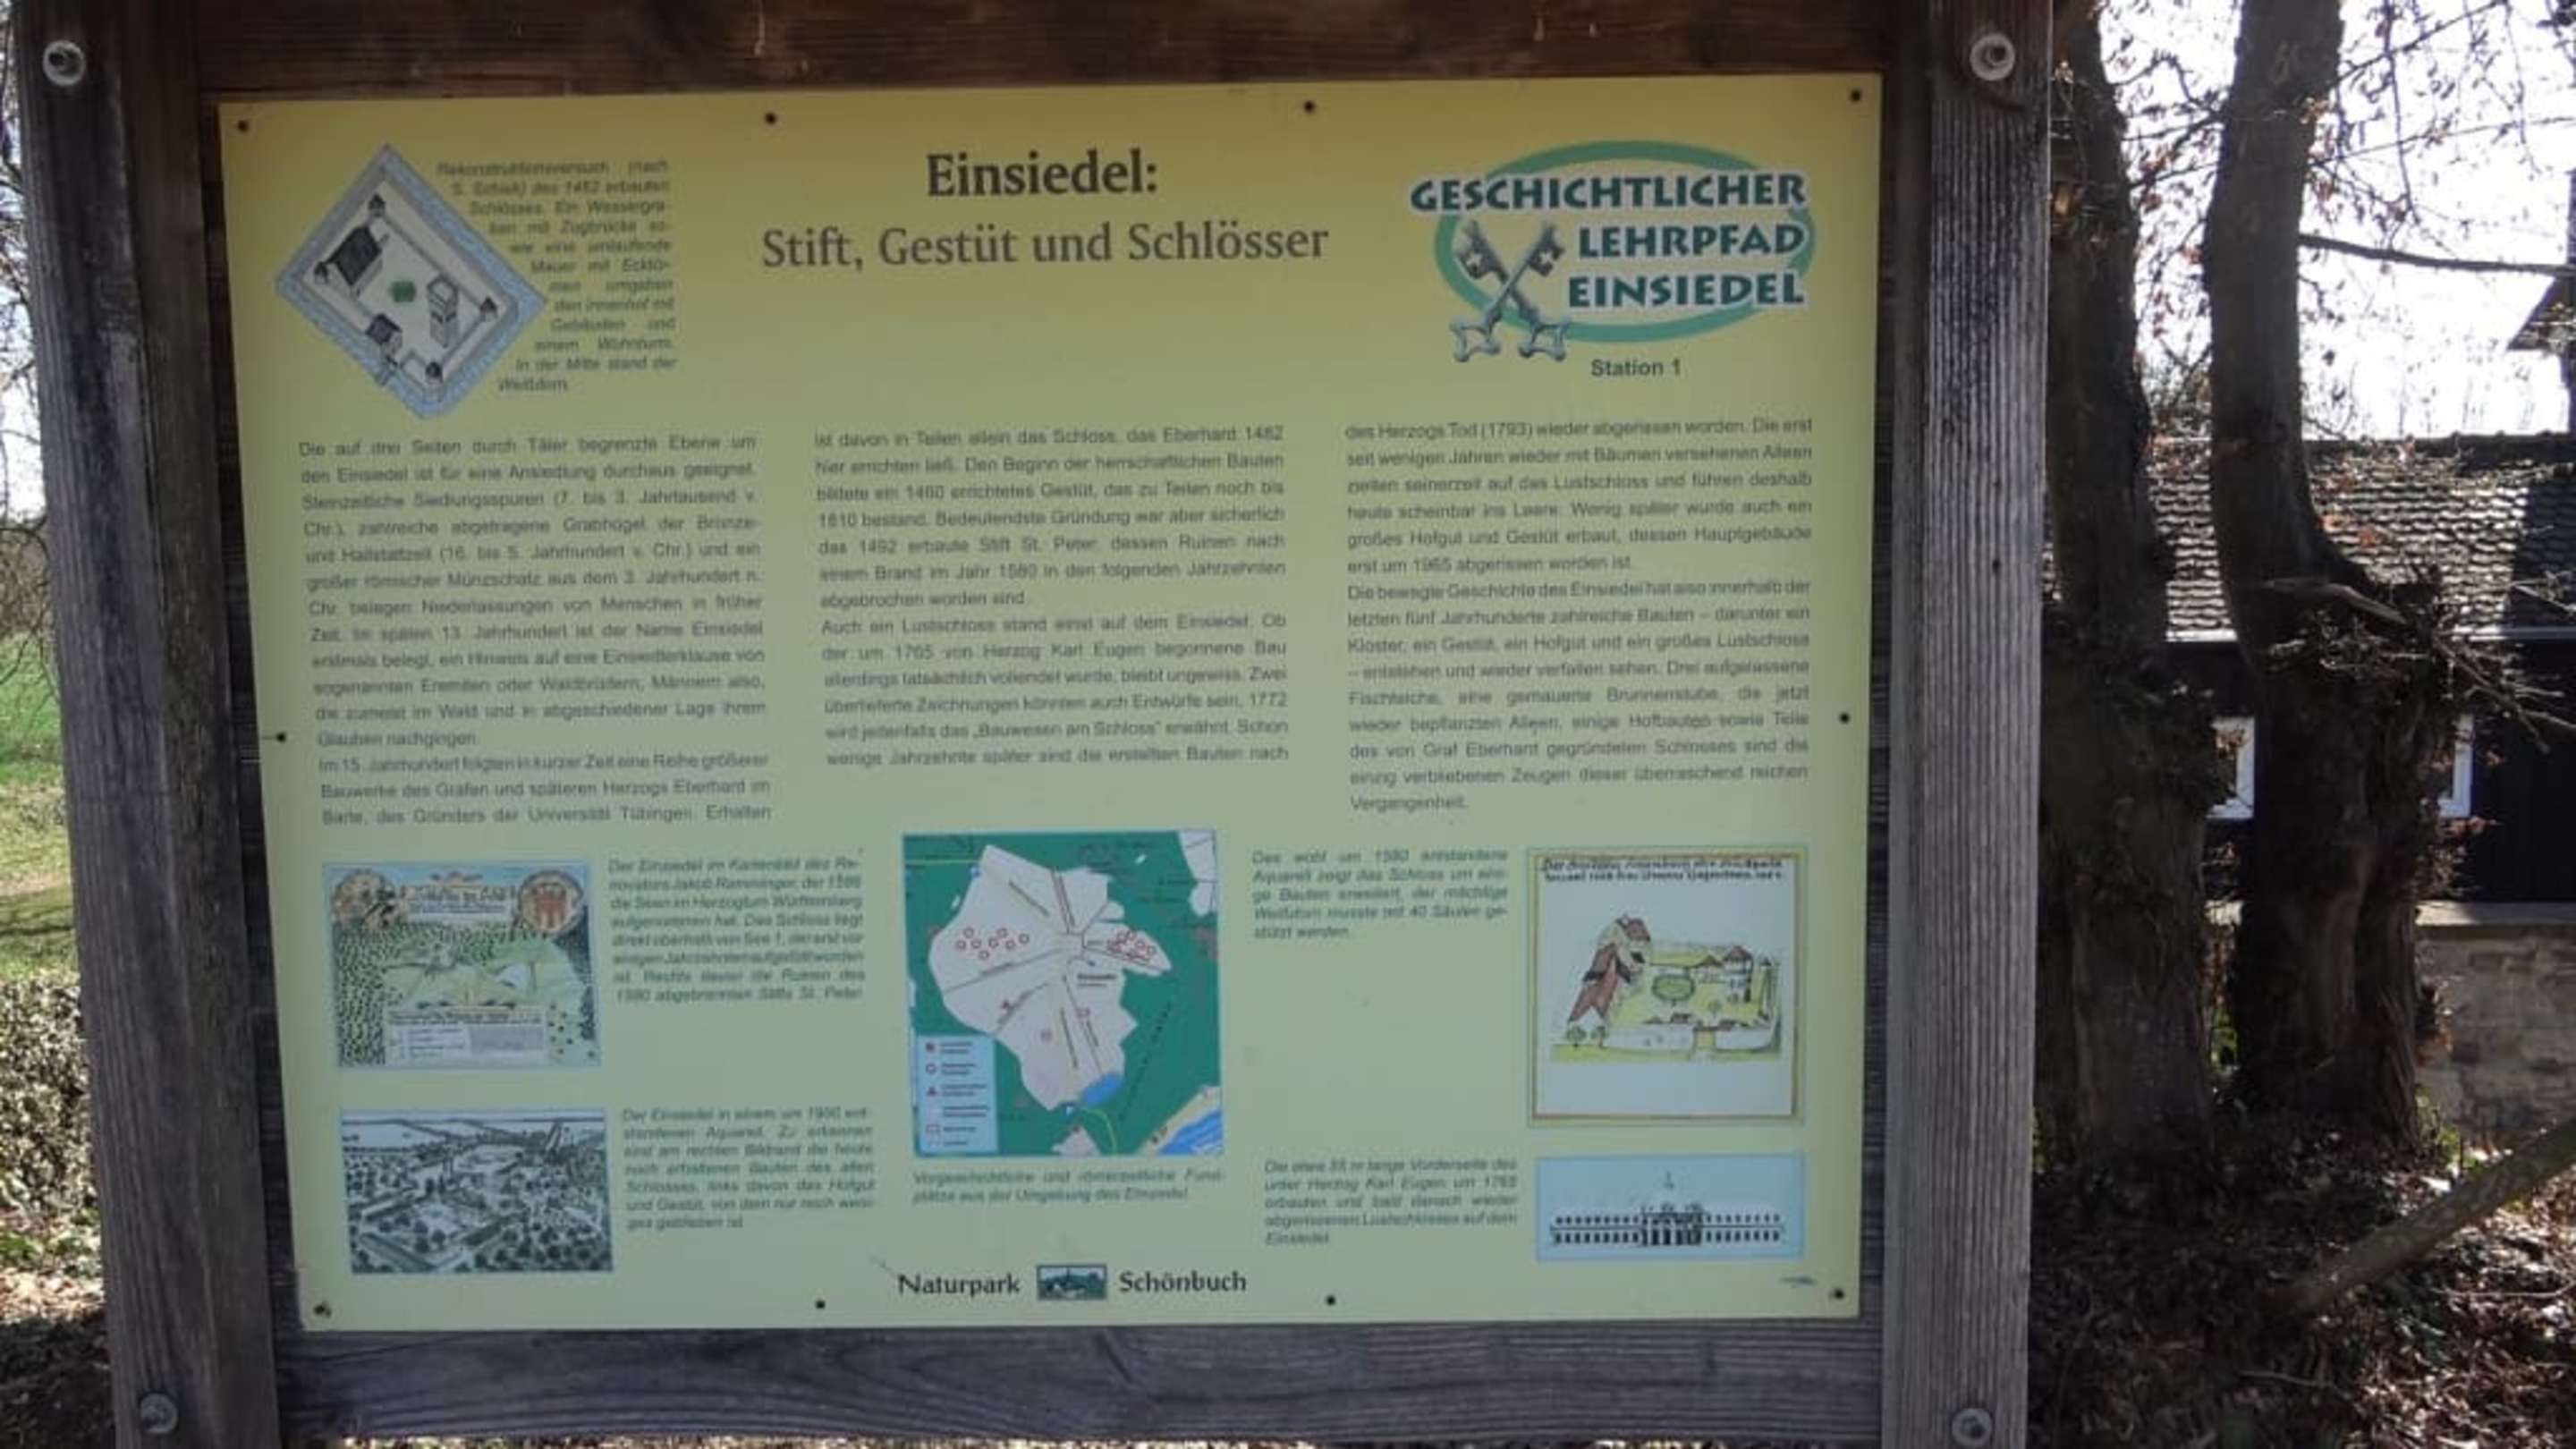 Einsiedel:
Stift, Gestüt und Schlösser
GESCHICHTLICHER
LEHRPFAD
EINSIEDEL
Station 1
Rekonstruktionsversuch (nach
S. Schiek) des 1482 erbauten
Schlosses. Ein Wassergra-
ben mit Zugbrücke so-
wie eine umlaufende
Mauer mit Ecktür-
men umgeben
den Innenhof mit
Gebäuden und
einem Wohnturm.
In der Mitte stand der
Weißdorn.
Die auf drei Seiten durch Täler begrenzte Ebene um
den Einsiedel ist für eine Ansiedlung durchaus geeignet.
Steinzeitliche Siedlungsspuren (7. bis 3. Jahrtausend v.
Chr.), zahlreiche abgetragene Grabhügel der Bronze-
und Hallstattzeit (16. bis 5. Jahrhundert v. Chr.) und ein
großer römischer Münzschatz aus dem 3. Jahrhundert n.
Chr. belegen Niederlassungen von Menschen in früher
Zeit. Im späten 13. Jahrhundert ist der Name Einsiedel
erstmals belegt, ein Hinweis auf eine Einsiedlerklause von
sogenannten Eremiten oder Waldbrüdern, Männern also,
die zumeist im Wald und in abgeschiedener Lage ihrem
Glauben nachgingen.
Im 15. Jahrhundert folgten in kurzer Zeit eine Reihe größerer
Bauwerke des Grafen und späteren Herzogs Eberhard im
Barte, des Gründers der Universität Tübingen. Erhalten
ist davon in Teilen allein das Schloss, das Eberhard 1482
hier errichten ließ. Den Beginn der herrschaftlichen Bauten
bildete ein 1460 errichtetes Gestüt, das zu Teilen noch bis
1810 bestand. Bedeutendste Gründung war aber sicherlich
das 1492 erbaute Stift St. Peter, dessen Ruinen nach
einem Brand im Jahr 1580 in den folgenden Jahrzehnten
abgebrochen worden sind.
Auch ein Lustschloss stand einst auf dem Einsiedel. Ob
der um 1765 von Herzog Karl Eugen begonnene Bau
allerdings tatsächlich vollendet wurde, bleibt ungewiss. Zwei
überlieferte Zeichnungen könnten auch Entwürfe sein, 1772
wird jedenfalls das „Bauwesen am Schloss" erwähnt. Schon
wenige Jahrzehnte später sind die erstellten Bauten nach
des Herzogs Tod (1793) wieder abgerissen worden. Die erst
seit wenigen Jahren wieder mit Bäumen versehenen Alleen
zielten seinerzeit auf das Lustschloss und führen deshalb
heute scheinbar ins Leere. Wenig später wurde auch ein
großes Hofgut und Gestüt erbaut, dessen Hauptgebäude
erst um 1965 abgerissen worden ist.
Die bewegte Geschichte des Einsiedel hat also innerhalb der
letzten fünf Jahrhunderte zahlreiche Bauten – darunter ein
Kloster, ein Gestüt, ein Hofgut und ein großes Lustschloss
– entstehen und wieder verfallen sehen. Drei aufgelassene
Fischteiche, eine gemauerte Brunnenstube, die jetzt
wieder bepflanzten Alleen, einige Hofbauten sowie Teile
des von Graf Eberhard gegründeten Schlosses sind die
einzig verbliebenen Zeugen dieser überraschend reichen
Vergangenheit.
Der Einsiedel im Kartenbild des Re-
novators Jakob Ramminger, der 1596
die Seen im Herzogtum Württemberg
aufgenommen hat. Das Schloss liegt
direkt oberhalb von See 1, der erst vor
einigen Jahrzehnten aufgefüllt worden
ist. Rechts davon die Ruinen des
1580 abgebrannten Stifts St. Peter.
Der Einsiedel in einem um 1900 ent-
standenen Aquarell. Zu erkennen
sind am rechten Bildrand die heute
noch erhaltenen Bauten des alten
Schlosses, links davon das Hofgut
und Gestüt, von dem nur noch weni-
ges geblieben ist.
Vorgeschichtliche und römerzeitliche Fund-
plätze aus der Umgebung des Einsiedel.
Das wohl um 1580 entstandene
Aquarell zeigt das Schloss um eini-
ge Bauten erweitert, der mächtige
Weißdorn musste mit 40 Säulen ge-
stützt werden.
Die etwa 88 m lange Vorderseite des
unter Herzog Karl Eugen um 1765
erbauten und bald danach wieder
abgerissenen Lustschlosses auf dem
Einsiedel.
Naturpark Schönbuch